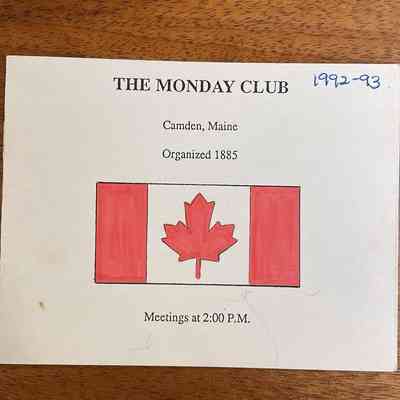 THE MONDAY CLUB
1992-93
Camden, Maine
Organized 1885
Meetings at 2:00 P.M.